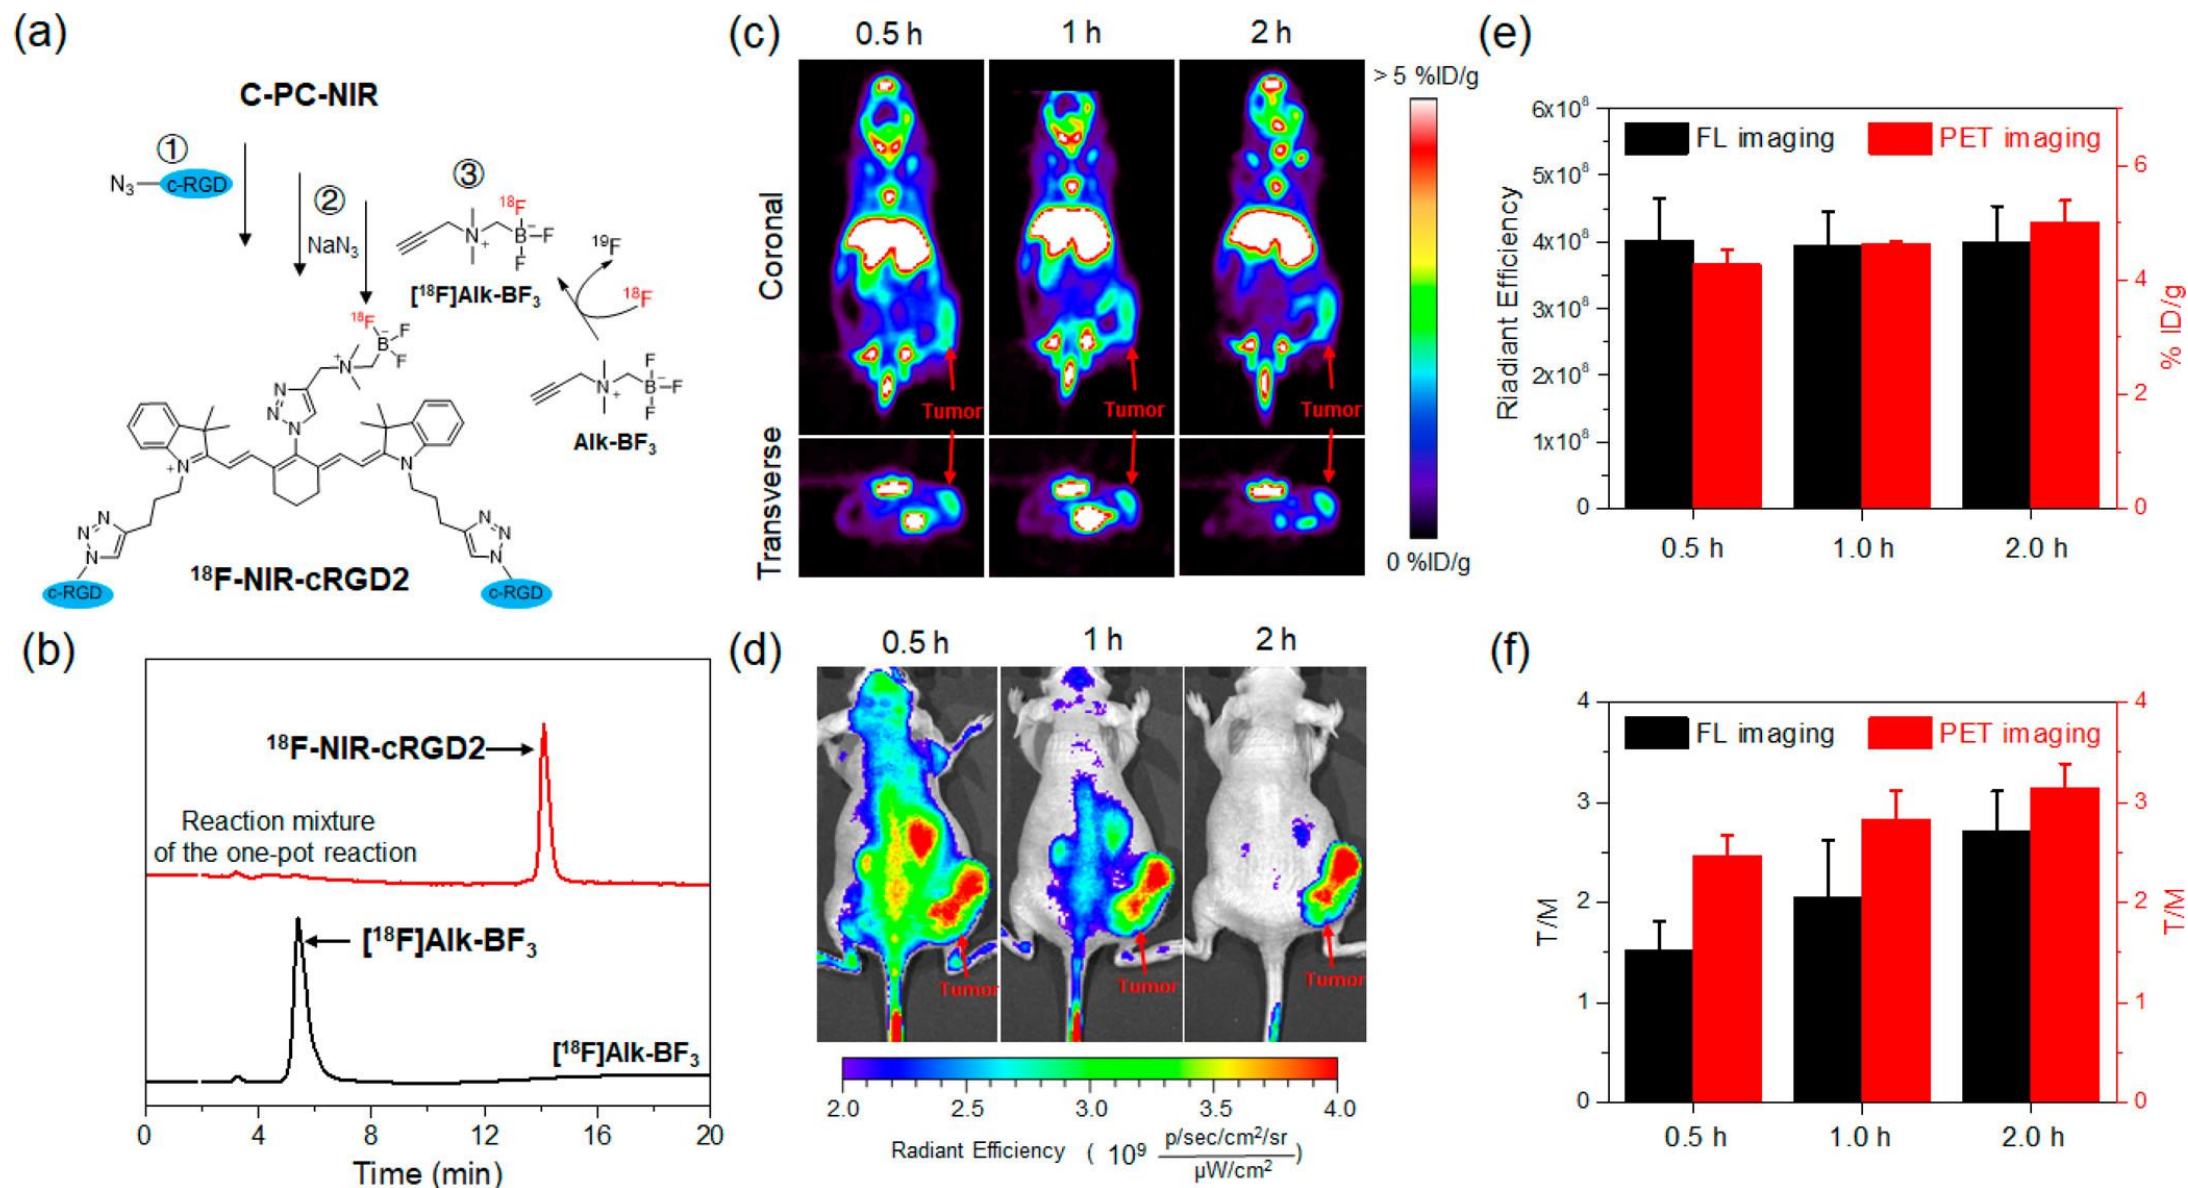 (a)
C-PC-NIR
①
N₃
c-RGD
②
NaN₃
③
¹⁸F
N
+
B
−
F
F
[¹⁸F]Alk-BF₃
¹⁹F
¹⁸F
F
N
+
B
−
F
F
Alk-BF₃
¹⁸F
B
−
F
F
N
+
N
N
N
N
+
N
N
N
N
N
N
N
c-RGD
c-RGD
¹⁸F-NIR-cRGD2
(b)
¹⁸F-NIR-cRGD2
Reaction mixture
of the one-pot reaction
[¹⁸F]Alk-BF₃
[¹⁸F]Alk-BF₃
0 4 8 12 16 20
Time (min)
(c)
0.5 h 1 h 2 h
Coronal
Transverse
Tumor Tumor Tumor
> 5 %ID/g
0 %ID/g
(d)
0.5 h 1 h 2 h
Tumor Tumor Tumor
2.0 2.5 3.0 3.5 4.0
Radiant Efficiency ( 10⁹ p/sec/cm²/sr
µW/cm² )
(e)
FL imaging PET imaging
Riadant Efficiency
6x10⁸
5x10⁸
4x10⁸
3x10⁸
2x10⁸
1x10⁸
0
6
4
2
0
% ID/g
0.5 h 1.0 h 2.0 h
(f)
FL imaging PET imaging
T/M
4
3
2
1
0
4
3
2
1
0
T/M
0.5 h 1.0 h 2.0 h